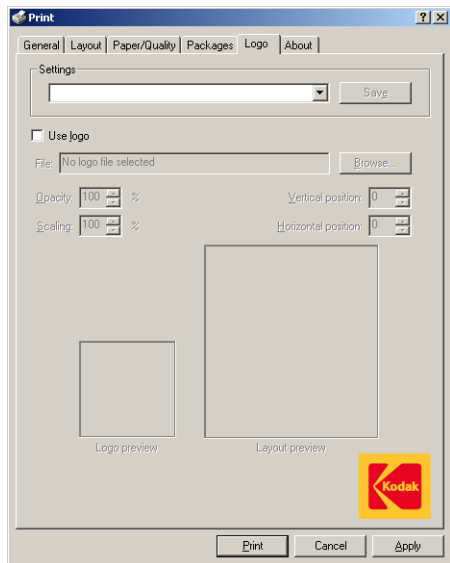 Print
General Layout Paper/Quality Packages Logo About
Settings
Save
Use logo
File: No logo file selected Browse...
Opacity: 100 % Vertical position: 0
Scaling: 100 % Horizontal position: 0
Logo preview Layout preview
Kodak
Print Cancel Apply